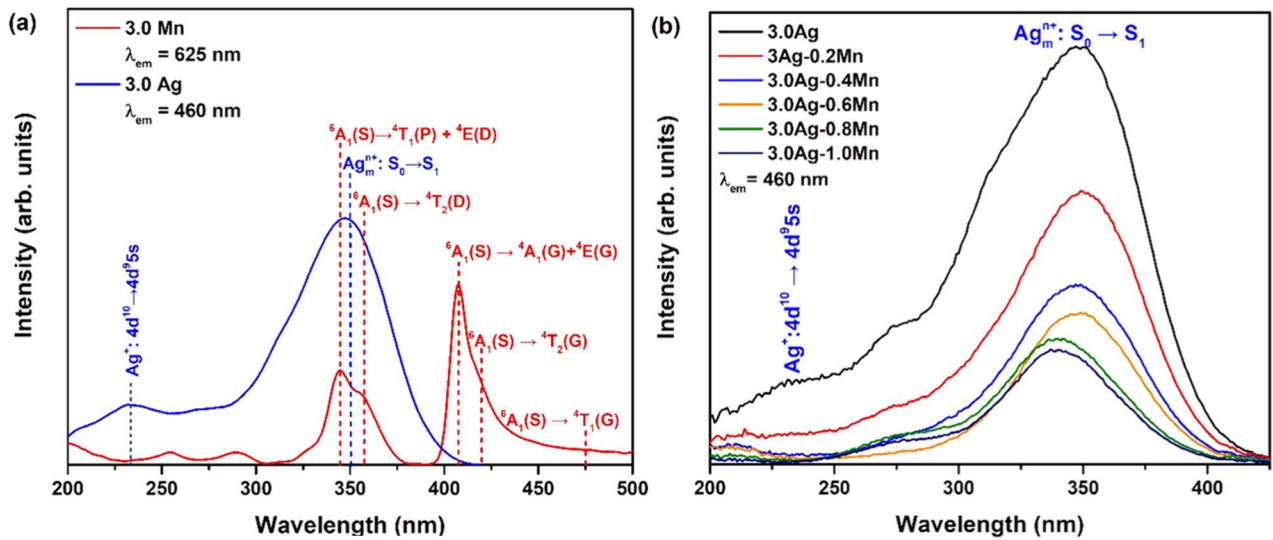 (a)
3.0 Mn
λem = 625 nm
3.0 Ag
λem = 460 nm
⁶A₁(S)→⁴T₁(P) + ⁴E(D)
Agₘⁿ⁺: S₀→S₁
⁶A₁(S) → ⁴T₂(D)
⁶A₁(S) → ⁴A₁(G)+⁴E(G)
⁶A₁(S) → ⁴T₂(G)
⁶A₁(S) → ⁴T₁(G)
Ag⁺: 4d¹⁰→4d⁹5s
Intensity (arb. units)
200 250 300 350 400 450 500
Wavelength (nm)
(b)
3.0Ag
3Ag-0.2Mn
3.0Ag-0.4Mn
3.0Ag-0.6Mn
3.0Ag-0.8Mn
3.0Ag-1.0Mn
λem = 460 nm
Agₘⁿ⁺: S₀ → S₁
Ag⁺:4d¹⁰ → 4d⁹5s
Intensity (arb. units)
200 250 300 350 400
Wavelength (nm)